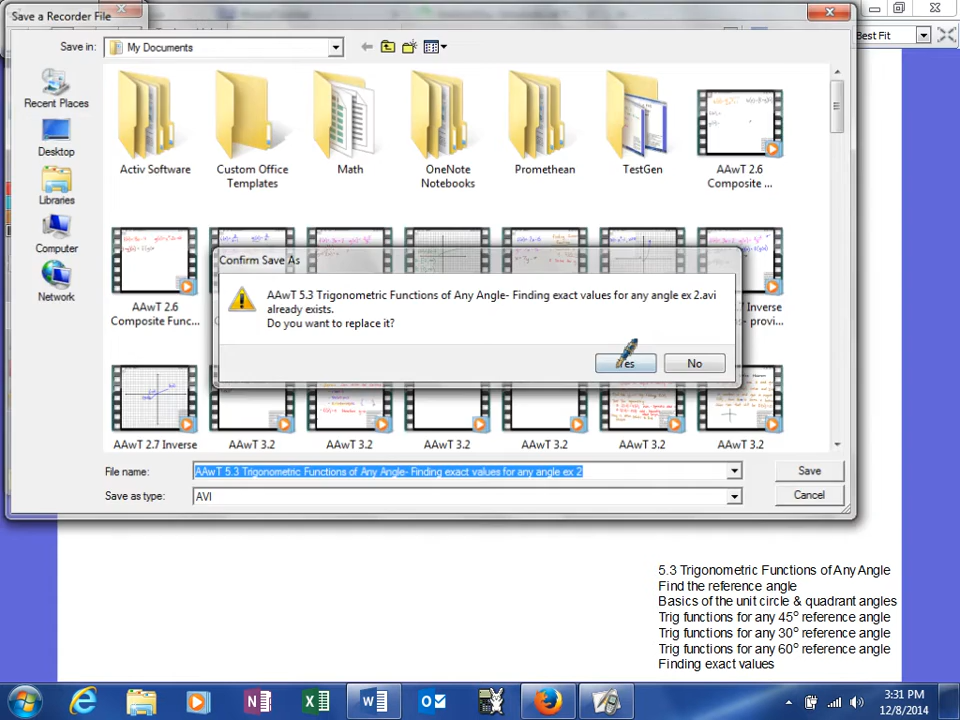 Save a Recorder File
Save in:
My Documents
Best Fit
Recent Places
Desktop
Libraries
Computer
Network
Activ Software
Custom Office
Templates
Math
OneNote
Notebooks
Promethean
TestGen
AAwT 2.6
Composite ...
AAwT 2.6
Composite Func...
Confirm Save As
AAwT 5.3 Trigonometric Functions of Any Angle- Finding exact values for any angle ex 2.avi
already exists.
Do you want to replace it?
Yes
No
AAwT 2.7 Inverse
AAwT 3.2
AAwT 3.2
AAwT 3.2
AAwT 3.2
AAwT 3.2
AAwT 3.2
File name:
AAwT 5.3 Trigonometric Functions of Any Angle- Finding exact values for any angle ex 2
Save
Save as type:
AVI
Cancel
5.3 Trigonometric Functions of Any Angle
Find the reference angle
Basics of the unit circle & quadrant angles
Trig functions for any 45° reference angle
Trig functions for any 30° reference angle
Trig functions for any 60° reference angle
Finding exact values
3:31 PM
12/8/2014